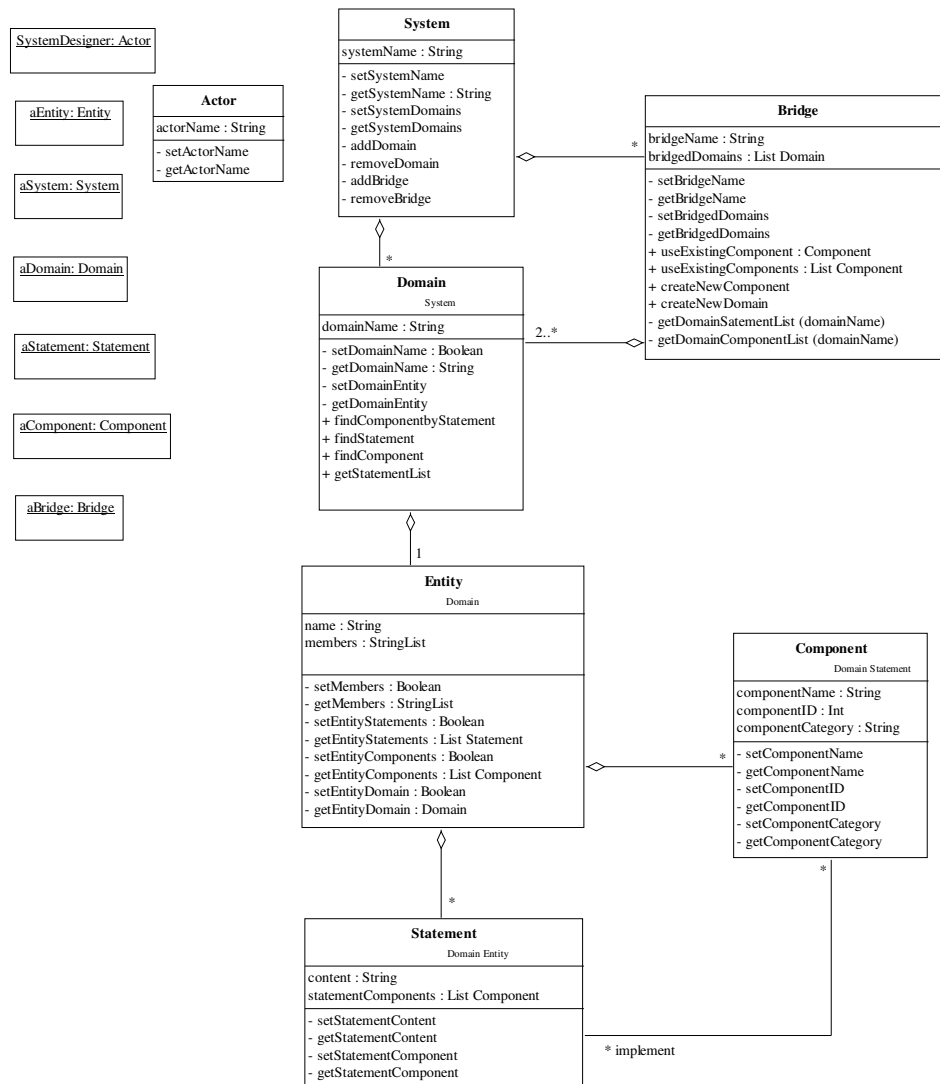 SystemDesigner: Actor
aEntity: Entity
aSystem: System
aDomain: Domain
aStatement: Statement
aComponent: Component
aBridge: Bridge
Actor
actorName : String
- setActorName
- getActorName
System
systemName : String
- setSystemName
- getSystemName : String
- setSystemDomains
- getSystemDomains
- addDomain
- removeDomain
- addBridge
- removeBridge
*
*
Bridge
bridgeName : String
bridgedDomains : List Domain
- setBridgeName
- getBridgeName
- setBridgedDomains
- getBridgedDomains
+ useExistingComponent : Component
+ useExistingComponents : List Component
+ createNewComponent
+ createNewDomain
- getDomainSatementList (domainName)
- getDomainComponentList (domainName)
2..*
Domain
System
domainName : String
- setDomainName : Boolean
- getDomainName : String
- setDomainEntity
- getDomainEntity
+ findComponentbyStatement
+ findStatement
+ findComponent
+ getStatementList
1
Entity
Domain
name : String
members : StringList
- setMembers : Boolean
- getMembers : StringList
- setEntityStatements : Boolean
- getEntityStatements : List Statement
- setEntityComponents : Boolean
- getEntityComponents : List Component
- setEntityDomain : Boolean
- getEntityDomain : Domain
*
*
Component
Domain Statement
componentName : String
componentID : Int
componentCategory : String
- setComponentName
- getComponentName
- setComponentID
- getComponentID
- setComponentCategory
- getComponentCategory
*
Statement
Domain Entity
content : String
statementComponents : List Component
- setStatementContent
- getStatementContent
- setStatementComponent
- getStatementComponent
* implement